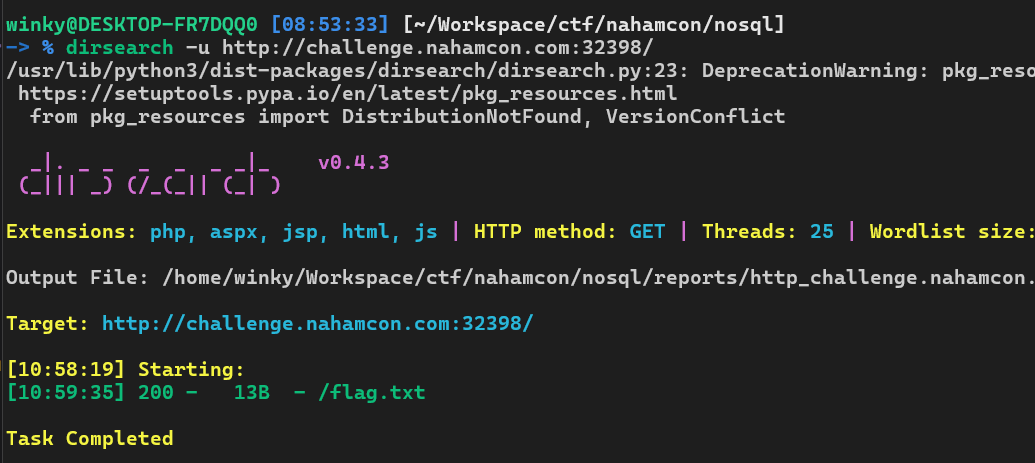 winky@DESKTOP-FR7DQQ0 [08:53:33] [~/Workspace/ctf/nahamcon/nosql]
-> % dirsearch -u http://challenge.nahamcon.com:32398/
/usr/lib/python3/dist-packages/dirsearch/dirsearch.py:23: DeprecationWarning: pkg_reso
https://setuptools.pypa.io/en/latest/pkg_resources.html
from pkg_resources import DistributionNotFound, VersionConflict
_|. _ _  _  _  _ _|_    v0.4.3
(_||| _) (/_(_|| (_| )
Extensions: php, aspx, jsp, html, js | HTTP method: GET | Threads: 25 | Wordlist size:
Output File: /home/winky/Workspace/ctf/nahamcon/nosql/reports/http_challenge.nahamcon.
Target: http://challenge.nahamcon.com:32398/
[10:58:19] Starting:
[10:59:35] 200 -   13B  - /flag.txt
Task Completed